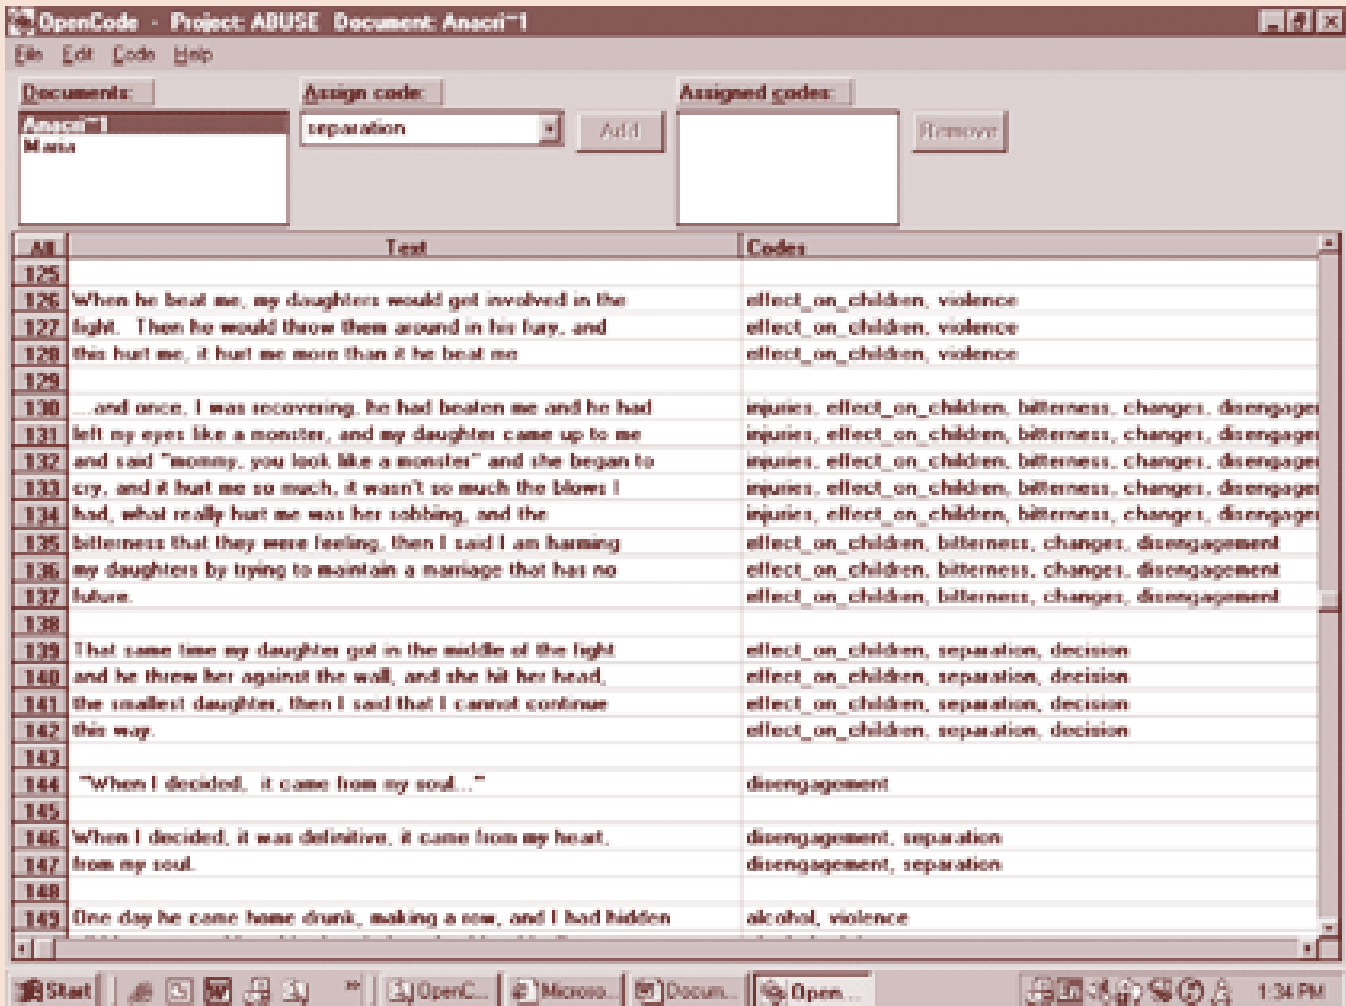 OpenCode - Project: ABUSE Document: Anacri~1
File Edit Code Help
Documents: Assign code: Assigned codes:
Anacri~1 separation Add Remove
Maria
All Text Codes
125
126 When he beat me, my daughters would get involved in the effect_on_children, violence
127 fight. Then he would throw them around in his fury, and effect_on_children, violence
128 this hurt me, it hurt me more than it he beat me effect_on_children, violence
129
130 ...and once, I was recovering, he had beaten me and he had injuries, effect_on_children, bitterness, changes, disengage
131 left my eyes like a monster, and my daughter came up to me injuries, effect_on_children, bitterness, changes, disengage
132 and said "mommy, you look like a monster" and she began to injuries, effect_on_children, bitterness, changes, disengage
133 cry, and it hurt me so much, it wasn't so much the blows I injuries, effect_on_children, bitterness, changes, disengage
134 had, what really hurt me was her sobbing, and the injuries, effect_on_children, bitterness, changes, disengage
135 bitterness that they were feeling, then I said I am harming effect_on_children, bitterness, changes, disengagement
136 my daughters by trying to maintain a marriage that has no effect_on_children, bitterness, changes, disengagement
137 future. effect_on_children, bitterness, changes, disengagement
138
139 That same time my daughter got in the middle of the fight effect_on_children, separation, decision
140 and he threw her against the wall, and she hit her head, effect_on_children, separation, decision
141 the smallest daughter, then I said that I cannot continue effect_on_children, separation, decision
142 this way. effect_on_children, separation, decision
143
144 "When I decided, it came from my soul..." disengagement
145
146 When I decided, it was definitive, it came from my heart, disengagement, separation
147 from my soul. disengagement, separation
148
149 One day he came home drunk, making a row, and I had hidden alcohol, violence
Start OpenC... Microso... Docum... Open... 1:34 PM